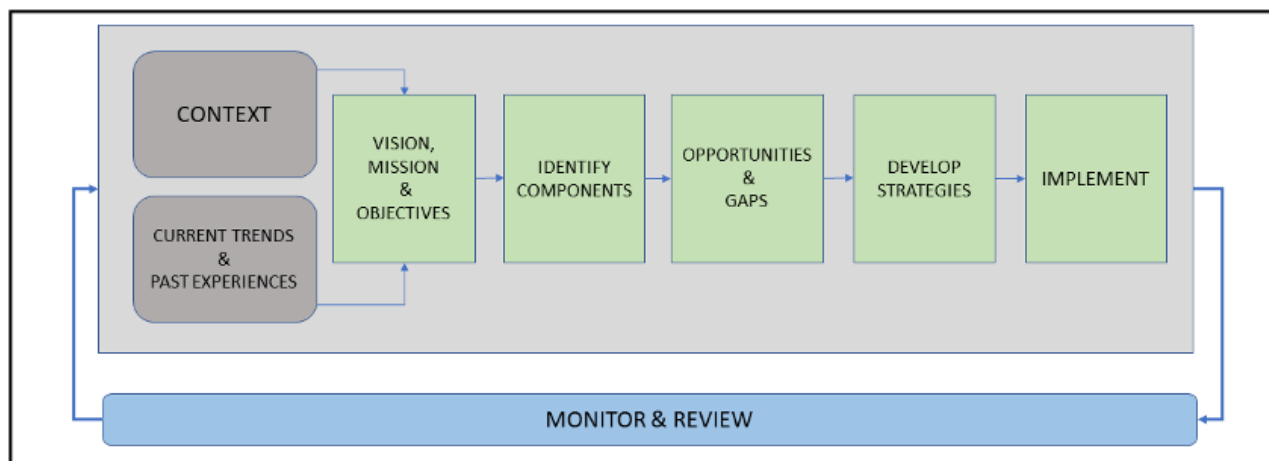 CONTEXT
CURRENT TRENDS
&
PAST EXPERIENCES
VISION,
MISSION
&
OBJECTIVES
IDENTIFY
COMPONENTS
OPPORTUNITIES
&
GAPS
DEVELOP
STRATEGIES
IMPLEMENT
MONITOR & REVIEW